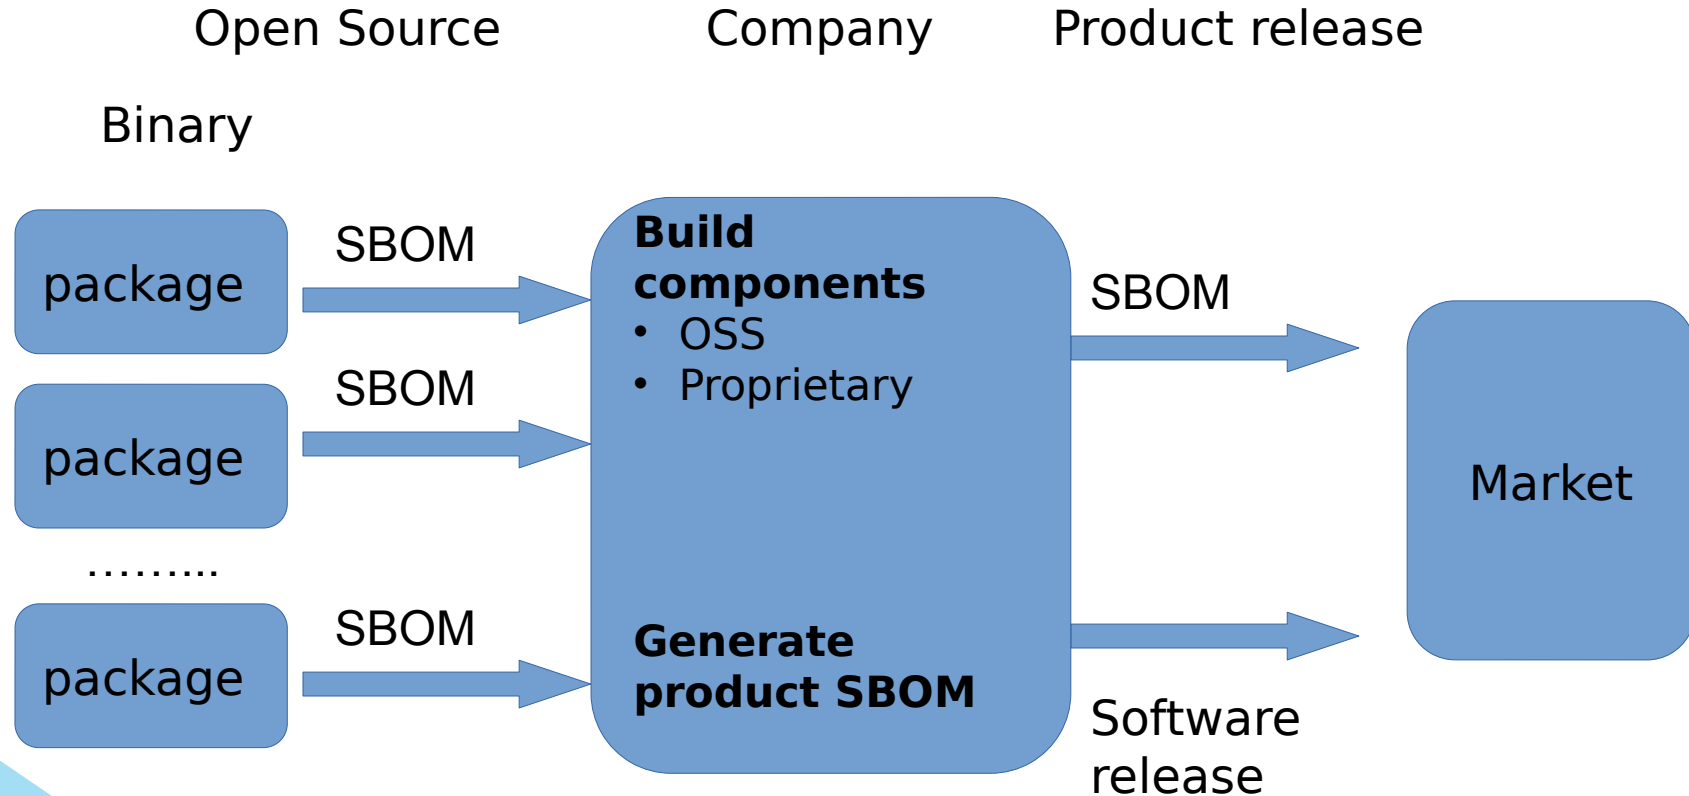 Open Source
Company
Product release
Binary
package
SBOM
package
SBOM
………...
package
SBOM
Build
components
• OSS
• Proprietary
Generate
product SBOM
SBOM
Software
release
Market